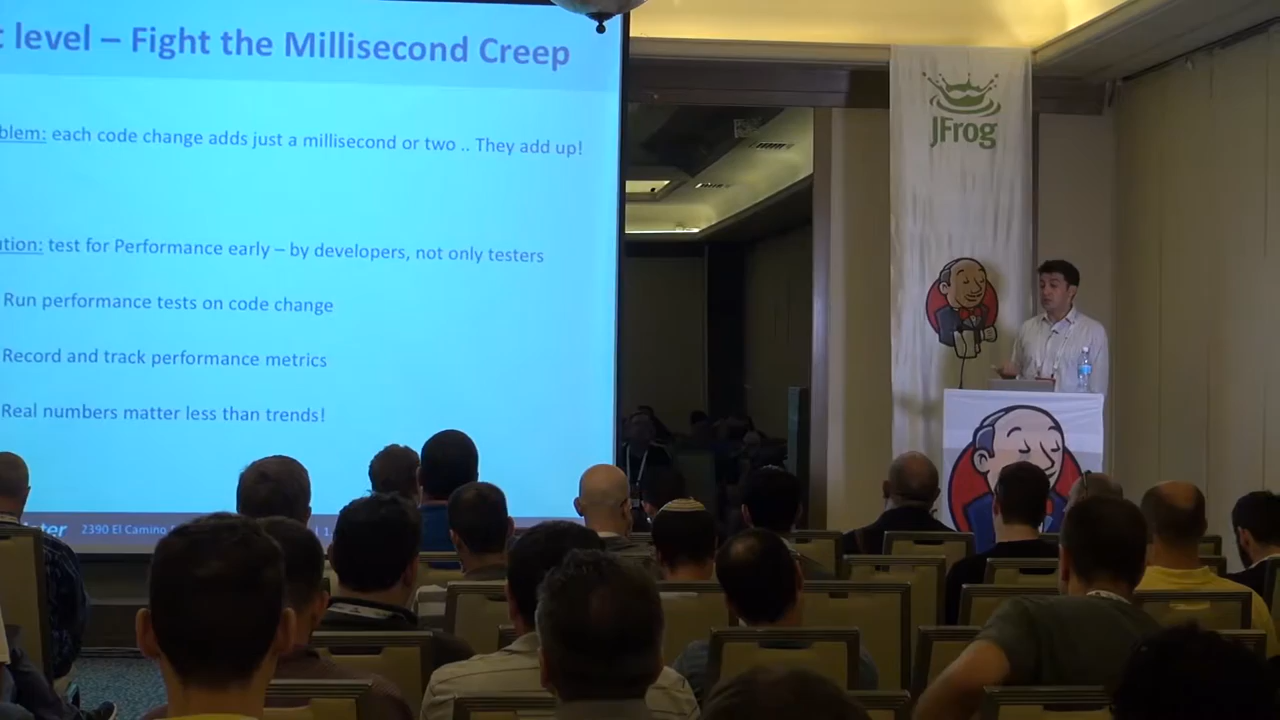 level – Fight the Millisecond Creep
blem: each code change adds just a millisecond or two .. They add up!
ution: test for Performance early – by developers, not only testers
Run performance tests on code change
Record and track performance metrics
Real numbers matter less than trends!
2390 El Camino
JFrog